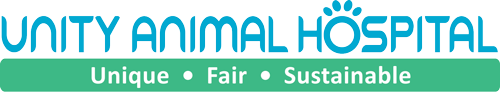 UNITY ANIMAL HOSPITAL
Unique • Fair • Sustainable